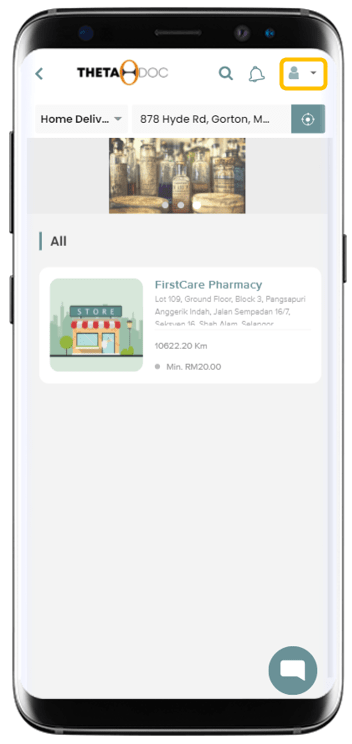 THETA DOC
Home Deliv...
878 Hyde Rd, Gorton, M...
All
STORE
FirstCare Pharmacy
Lot 109, Ground Floor, Block 3, Pangsapuri
Anggerik Indah, Jalan Sempadan 16/7,
Seksyen 16, Shah Alam, Selangor
10622.20 Km
Min. RM20.00